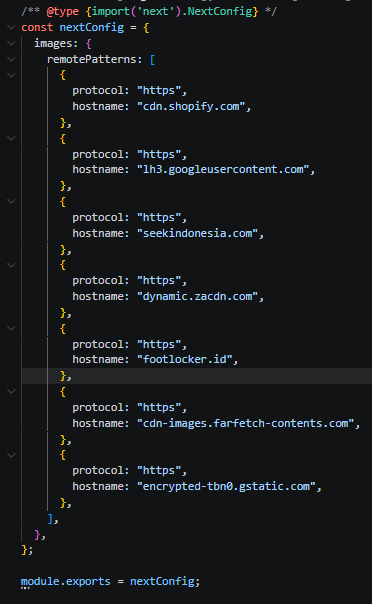 /** @type {import('next').NextConfig} */
const nextConfig = {
  images: {
    remotePatterns: [
      {
        protocol: "https",
        hostname: "cdn.shopify.com",
      },
      {
        protocol: "https",
        hostname: "lh3.googleusercontent.com",
      },
      {
        protocol: "https",
        hostname: "seekindonesia.com",
      },
      {
        protocol: "https",
        hostname: "dynamic.zacdn.com",
      },
      {
        protocol: "https",
        hostname: "footlocker.id",
      },
      {
        protocol: "https",
        hostname: "cdn-images.farfetch-contents.com",
      },
      {
        protocol: "https",
        hostname: "encrypted-tbn0.gstatic.com",
      },
    ],
  },
};

module.exports = nextConfig;